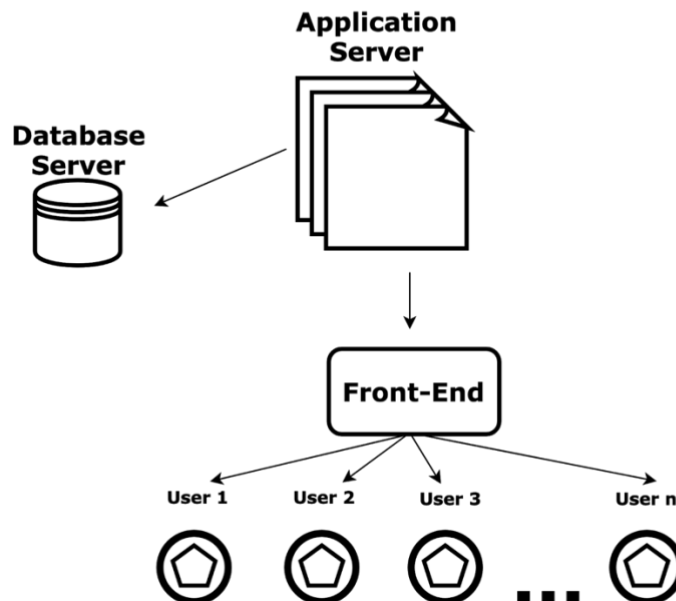 Application
Server
Database
Server
Front-End
User 1
User 2
User 3
User n
...